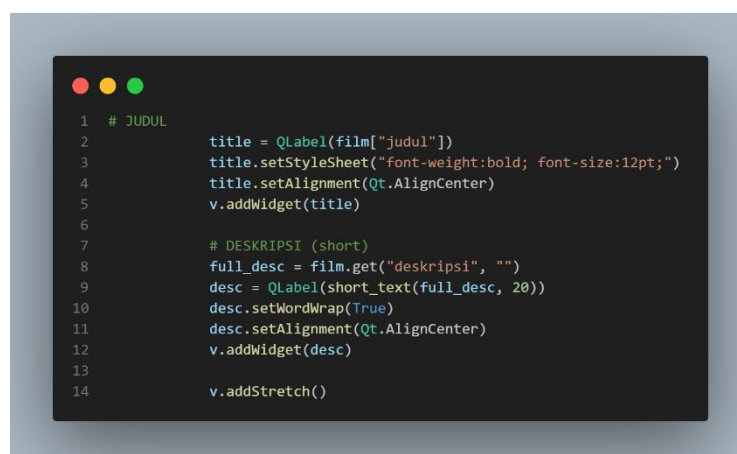 1 # JUDUL
2             title = QLabel(film["judul"])
3             title.setStyleSheet("font-weight:bold; font-size:12pt;")
4             title.setAlignment(Qt.AlignCenter)
5             v.addWidget(title)
6
7             # DESKRIPSI (short)
8             full_desc = film.get("deskripsi", "")
9             desc = QLabel(short_text(full_desc, 20))
10             desc.setWordWrap(True)
11             desc.setAlignment(Qt.AlignCenter)
12             v.addWidget(desc)
13
14             v.addStretch()